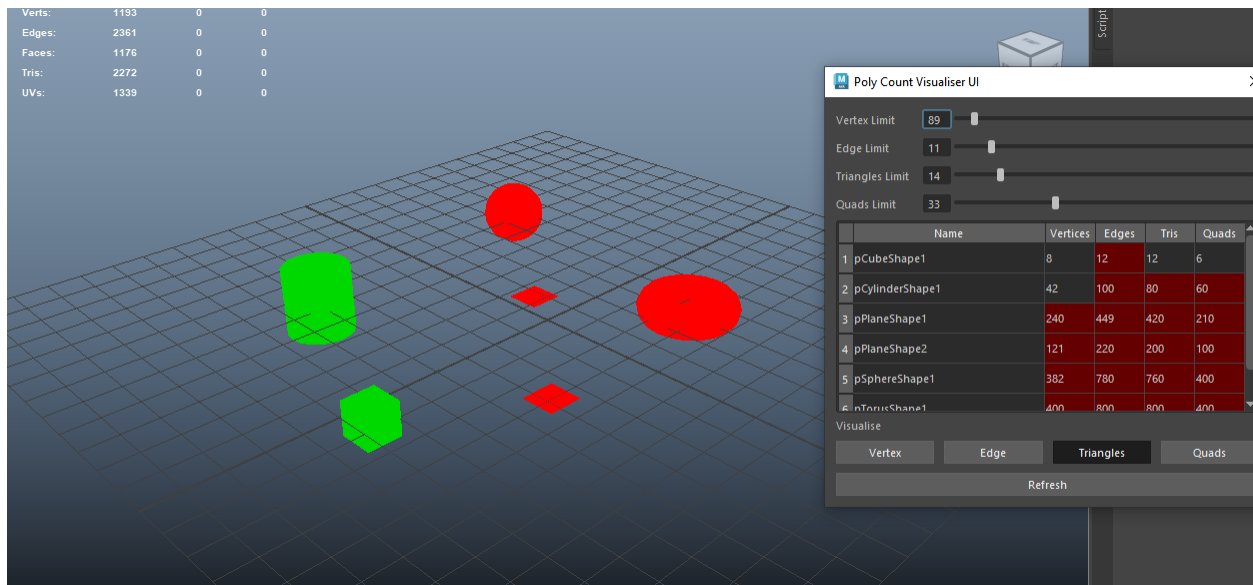 Verts: 1193 0 0
Edges: 2361 0 0
Faces: 1176 0 0
Tris: 2272 0 0
UVs: 1339 0 0
Script
Poly Count Visualiser UI
Vertex Limit 89
Edge Limit 11
Triangles Limit 14
Quads Limit 33
Name Vertices Edges Tris Quads
1 pCubeShape1 8 12 12 6
2 pCylinderShape1 42 100 80 60
3 pPlaneShape1 240 449 420 210
4 pPlaneShape2 121 220 200 100
5 pSphereShape1 382 780 760 400
6 pTorusShape1 400 800 800 400
Visualise
Vertex Edge Triangles Quads
Refresh